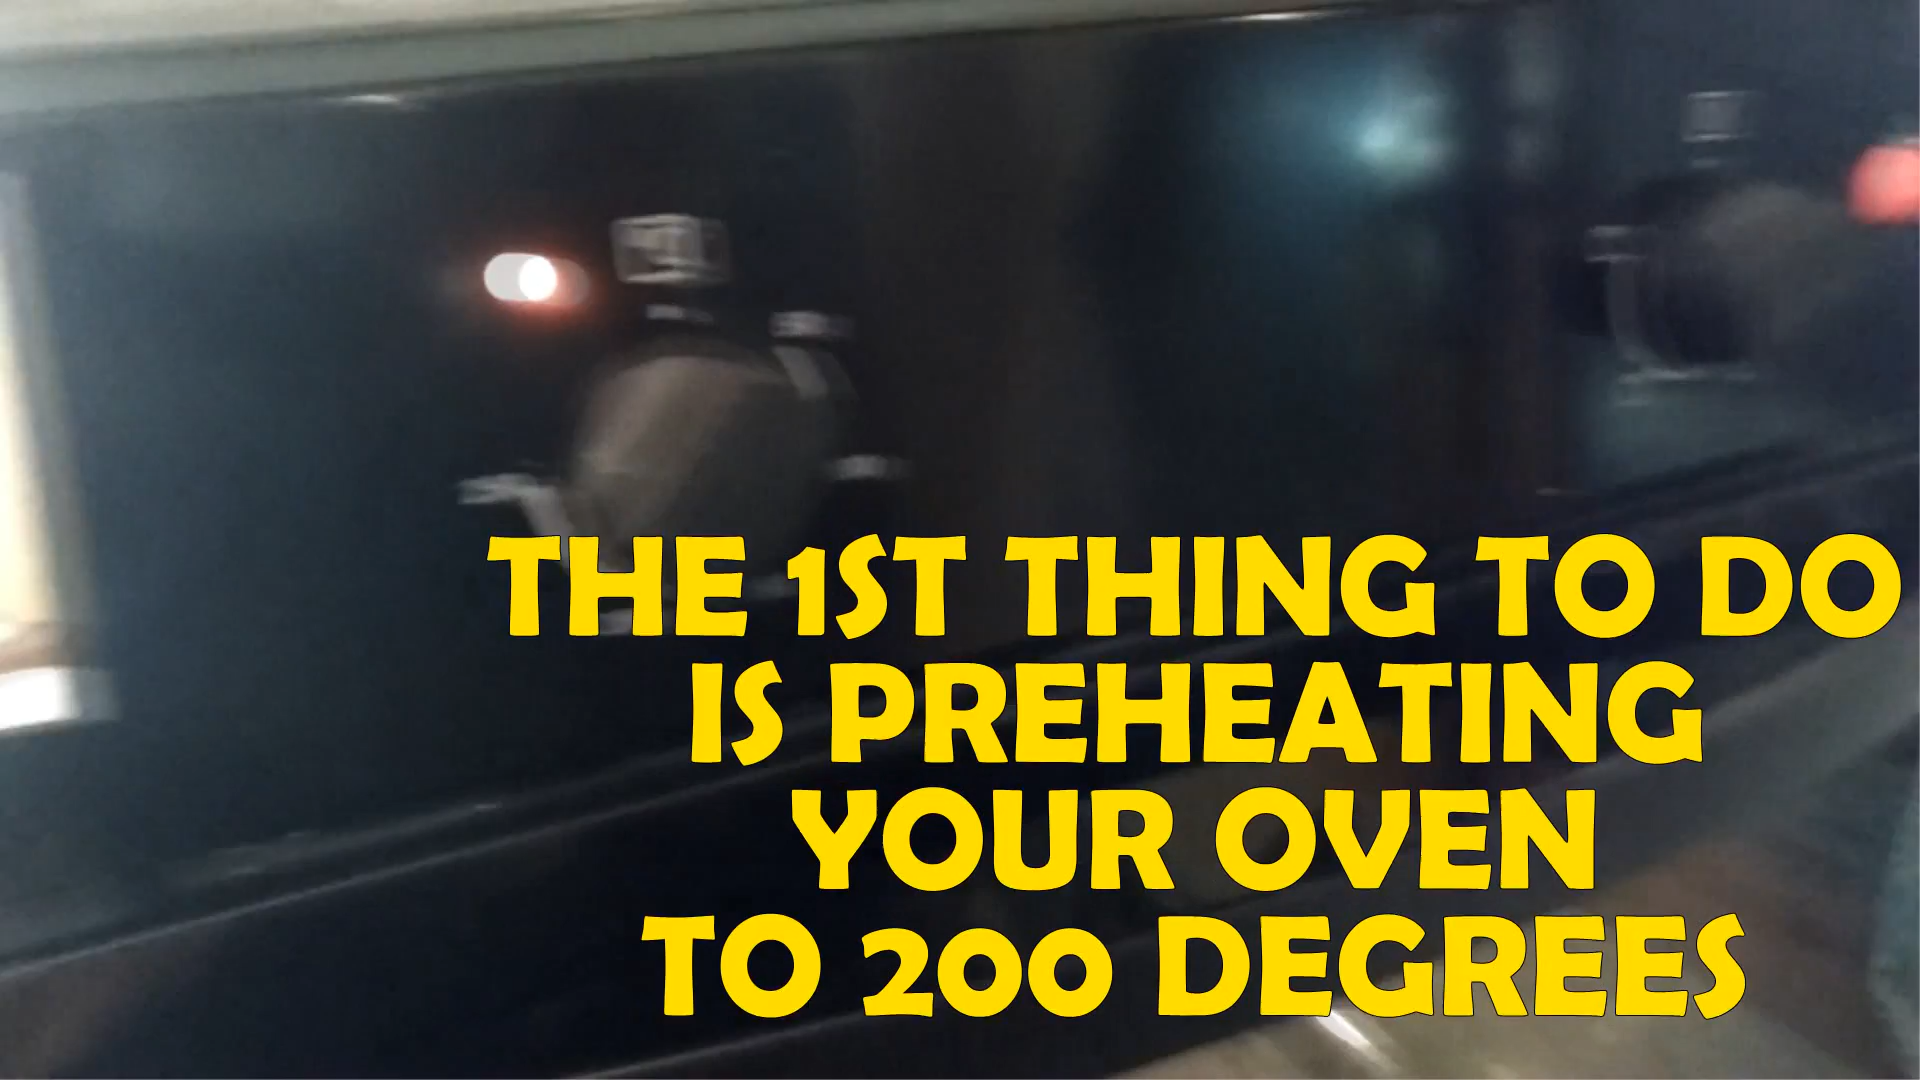 THE 1ST THING TO DO
IS PREHEATING
YOUR OVEN
TO 200 DEGREES